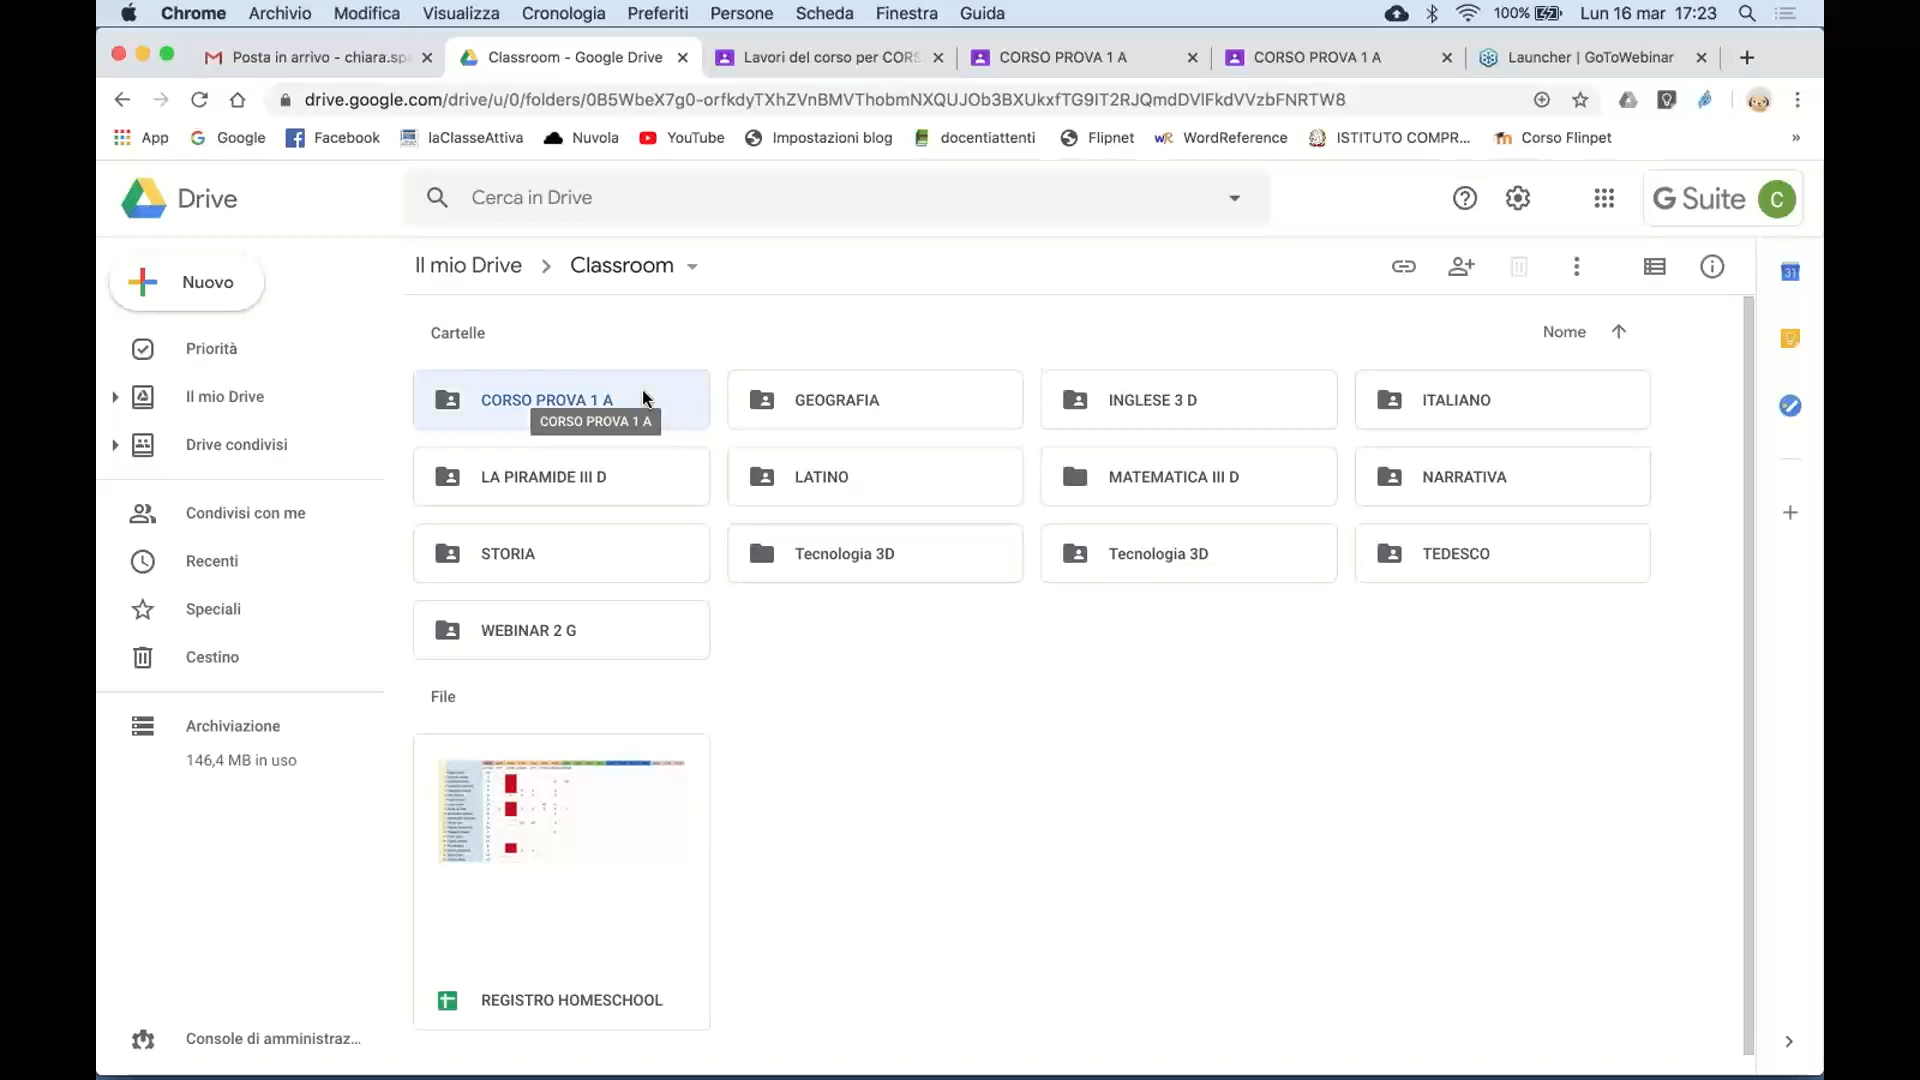 Chrome Archivio Modifica Visualizza Cronologia Preferiti Persone Scheda Finestra Guida 100% Lun 16 mar 17:23
Posta in arrivo - chiara.sp Classroom - Google Drive Lavori del corso per CORS CORSO PROVA 1 A CORSO PROVA 1 A Launcher | GoToWebinar
drive.google.com/drive/u/0/folders/0B5WbeX7g0-orfkdyTXhZVnBMVThobmNXQUJOb3BXUkxfTG9IT2RJQmdDVlFkdVVzbFNRTW8
App Google Facebook laClasseAttiva Nuvola YouTube Impostazioni blog docentiattenti Flipnet WordReference ISTITUTO COMPR... Corso Flinpet »
Drive Cerca in Drive G Suite C
Nuovo Il mio Drive Classroom
Cartelle Nome
Priorità
Il mio Drive
Drive condivisi
Condivisi con me
Recenti
Speciali
Cestino
Archiviazione
146,4 MB in uso
Console di amministraz...
CORSO PROVA 1 A GEOGRAFIA INGLESE 3 D ITALIANO
CORSO PROVA 1 A
LA PIRAMIDE III D LATINO MATEMATICA III D NARRATIVA
STORIA Tecnologia 3D Tecnologia 3D TEDESCO
WEBINAR 2 G
File
REGISTRO HOMESCHOOL
31